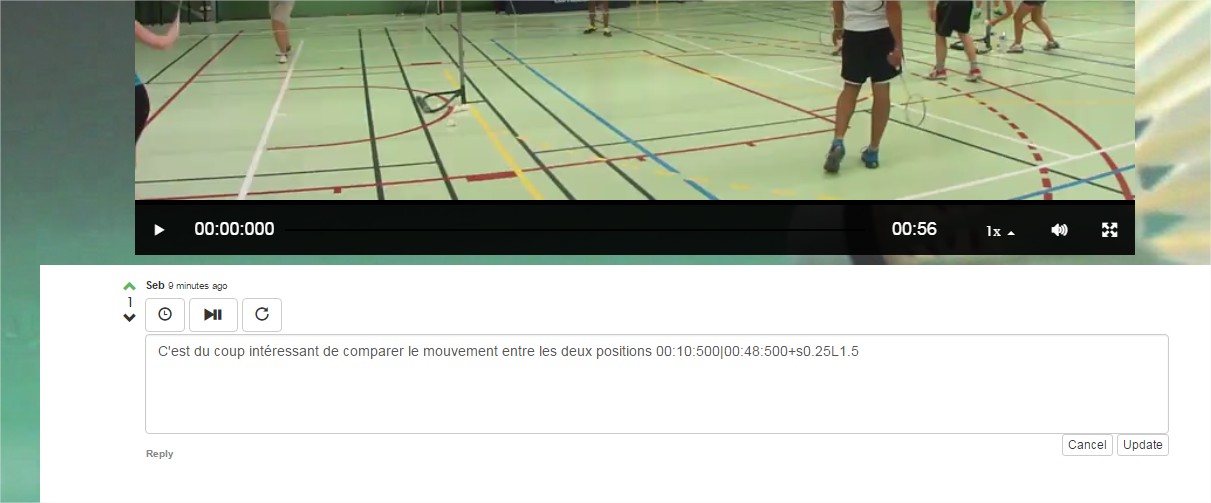 00:00:000
00:56
1x
Seb 9 minutes ago
1
C'est du coup intéressant de comparer le mouvement entre les deux positions 00:10:500|00:48:500+s0.25L1.5
Cancel
Update
Reply